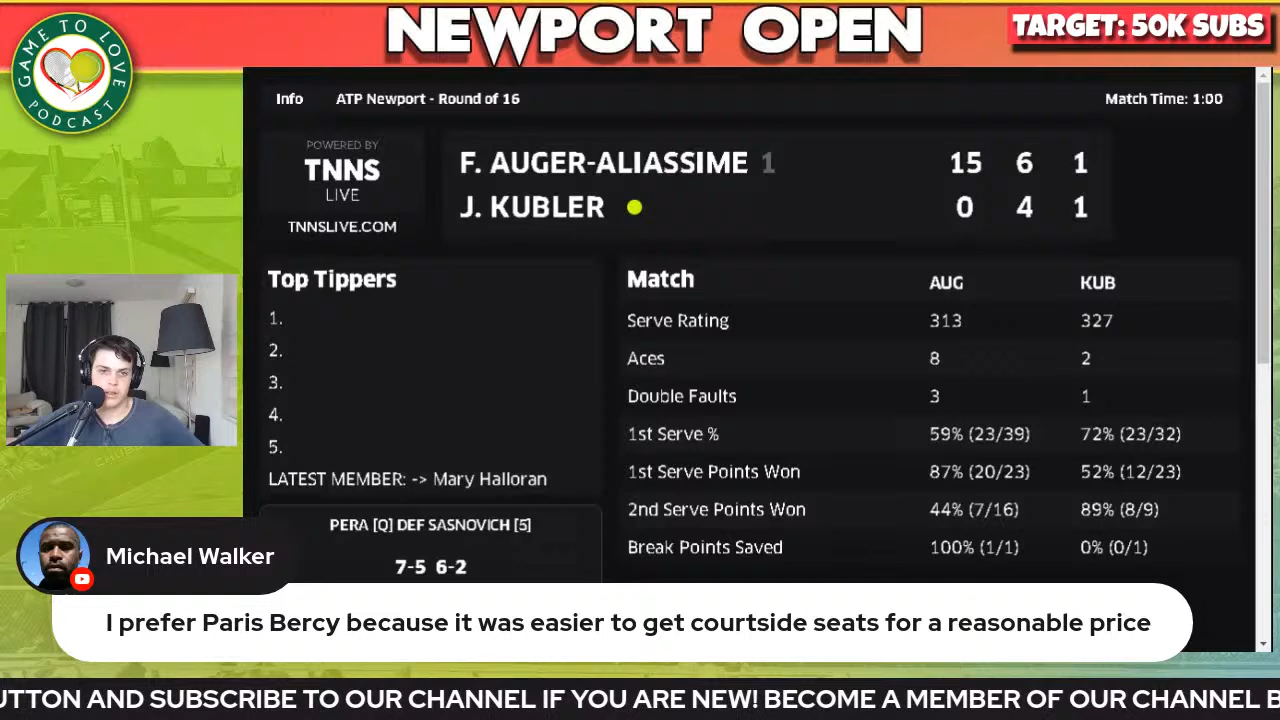 GAME TO LOVE
PODCAST
NEWPORT OPEN
TARGET: 50K SUBS
Info ATP Newport - Round of 16 Match Time: 1:00
POWERED BY
TNNS
LIVE
TNNSLIVE.COM
F. AUGER-ALIASSIME 1 15 6 1
J. KUBLER 0 4 1
Top Tippers
1.
2.
3.
4.
5.
LATEST MEMBER: -> Mary Halloran
PERA [Q] DEF SASNOVICH [5]
7-5 6-2
Match AUG KUB
Serve Rating 313 327
Aces 8 2
Double Faults 3 1
1st Serve % 59% (23/39) 72% (23/32)
1st Serve Points Won 87% (20/23) 52% (12/23)
2nd Serve Points Won 44% (7/16) 89% (8/9)
Break Points Saved 100% (1/1) 0% (0/1)
Michael Walker
I prefer Paris Bercy because it was easier to get courtside seats for a reasonable price
UTTON AND SUBSCRIBE TO OUR CHANNEL IF YOU ARE NEW! BECOME A MEMBER OF OUR CHANNEL B